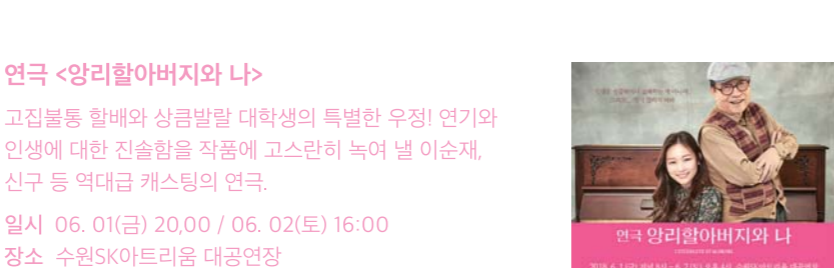 연극 <앙리할아버지와 나>
고집불통 할배와 상큼발랄 대학생의 특별한 우정! 연기와
인생에 대한 진솔함을 작품에 고스란히 녹여 낼 이순재,
신구 등 역대급 캐스팅의 연극.
일시 06. 01(금) 20,00 / 06. 02(토) 16:00
장소 수원SK아트리움 대공연장
연극 앙리할아버지와 나